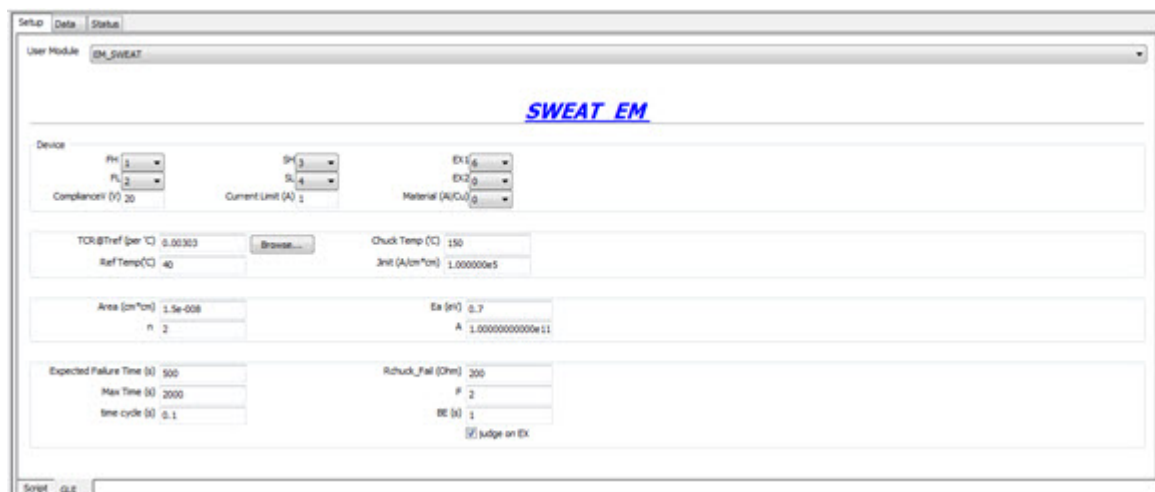 Setup Data Status
User Module EM_SWEAT
SWEAT EM
Device
FH 1 SH 3 EX1 6
FL 2 SL 4 EX2 0
ComplianceV (V) 20 Current Limit (A) 1 Material (Al/Cu) 0
TCR@Tref (per °C) 0.00303 Browse... Chuck Temp (°C) 150
Ref Temp(°C) 40 Jinit (A/cm*cm) 1.000000e5
Area (cm*cm) 1.5e-008 Ea (eV) 0.7
n 2 A 1.00000000000e11
Expected Failure Time (s) 500 Rchuck_Fail (Ohm) 200
Max Time (s) 2000 F 2
time cycle (s) 0.1 BE (s) 1
Judge on EX
Script GUI